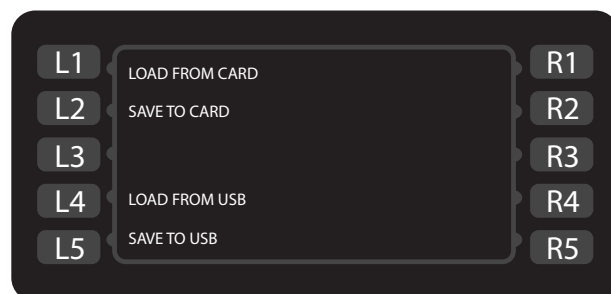 L1 LOAD FROM CARD R1
L2 SAVE TO CARD R2
L3 R3
L4 LOAD FROM USB R4
L5 SAVE TO USB R5